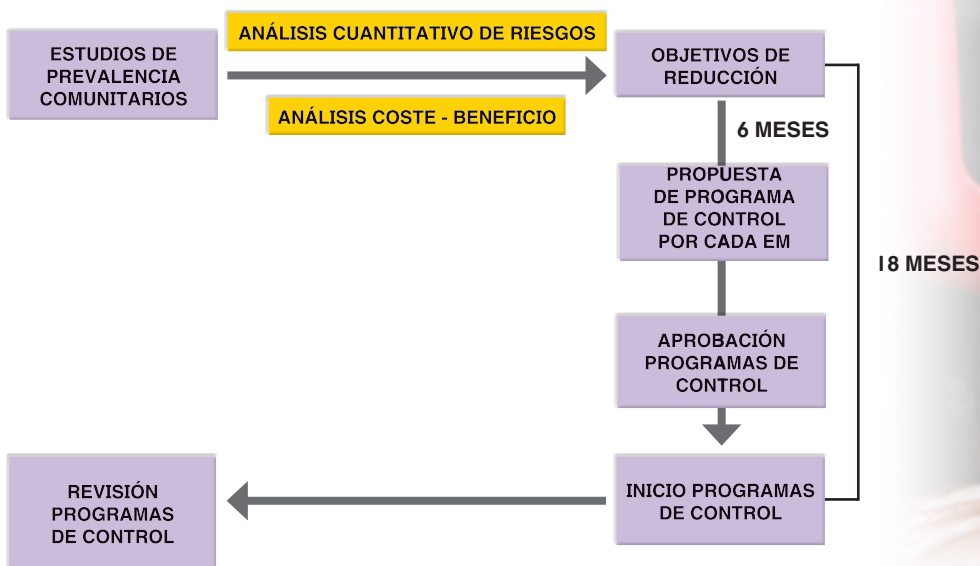 ESTUDIOS DE
PREVALENCIA
COMUNITARIOS
ANÁLISIS CUANTITATIVO DE RIESGOS
ANÁLISIS COSTE - BENEFICIO
OBJETIVOS DE
REDUCCIÓN
6 MESES
PROPUESTA
DE PROGRAMA
DE CONTROL
POR CADA EM
18 MESES
APROBACIÓN
PROGRAMAS DE
CONTROL
INICIO PROGRAMAS
DE CONTROL
REVISIÓN
PROGRAMAS
DE CONTROL